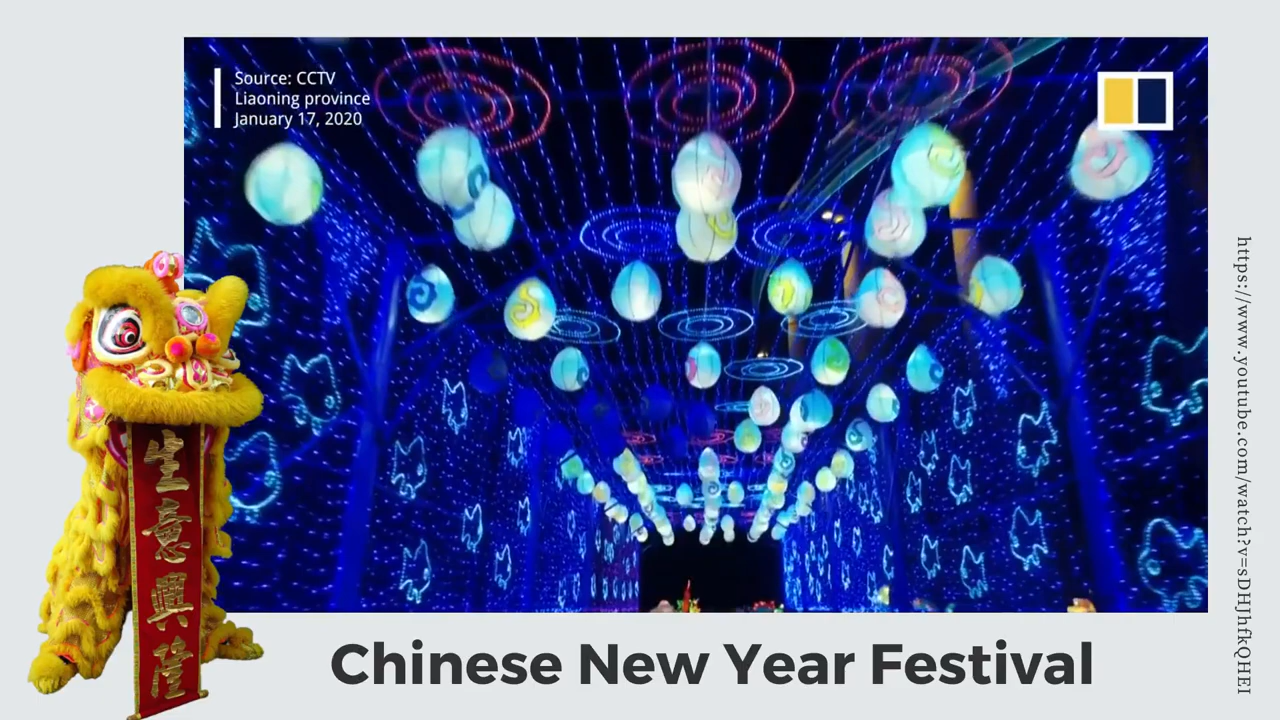 Source: CCTV
Liaoning province
January 17, 2020
生意興隆
Chinese New Year Festival
https://www.youtube.com/watch?v=sDHJhfkQHEI